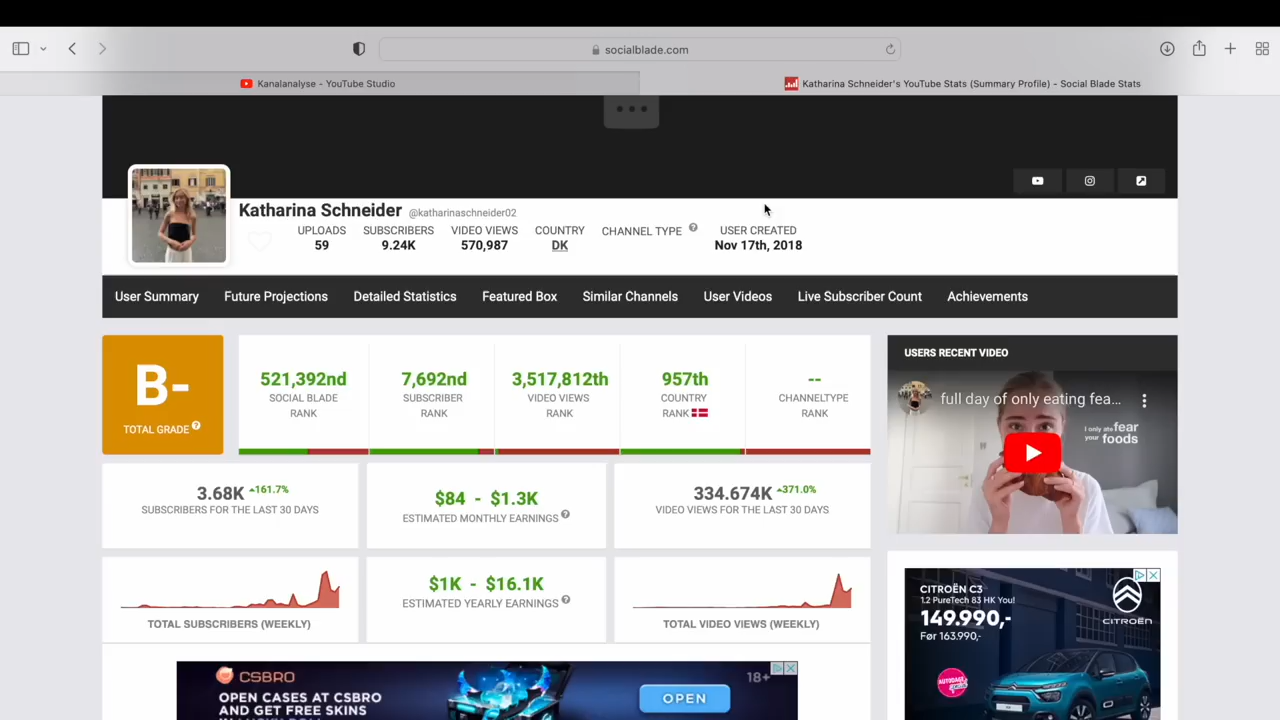 socialblade.com
Kanalanalyse - YouTube Studio
Katharina Schneider's YouTube Stats (Summary Profile) - Social Blade Stats
Katharina Schneider @katharinaschneider02
UPLOADS SUBSCRIBERS VIDEO VIEWS COUNTRY CHANNEL TYPE ? USER CREATED
59 9.24K 570,987 DK Nov 17th, 2018
User Summary Future Projections Detailed Statistics Featured Box Similar Channels User Videos Live Subscriber Count Achievements
B-
TOTAL GRADE ?
521,392nd 7,692nd 3,517,812th 957th --
SOCIAL BLADE SUBSCRIBER VIDEO VIEWS COUNTRY CHANNELTYPE
RANK RANK RANK RANK RANK
USERS RECENT VIDEO
full day of only eating fea...
I only ate fear
your foods
3.68K 161.7%
SUBSCRIBERS FOR THE LAST 30 DAYS
$84 - $1.3K
ESTIMATED MONTHLY EARNINGS ?
334.674K 371.0%
VIDEO VIEWS FOR THE LAST 30 DAYS
TOTAL SUBSCRIBERS (WEEKLY)
$1K - $16.1K
ESTIMATED YEARLY EARNINGS ?
TOTAL VIDEO VIEWS (WEEKLY)
CITROËN C3
1.2 PureTech 83 HK You!
149.990,-
Før 163.990,-
CITROËN
CSBRO
18+
OPEN CASES AT CSBRO
AND GET FREE SKINS
OPEN